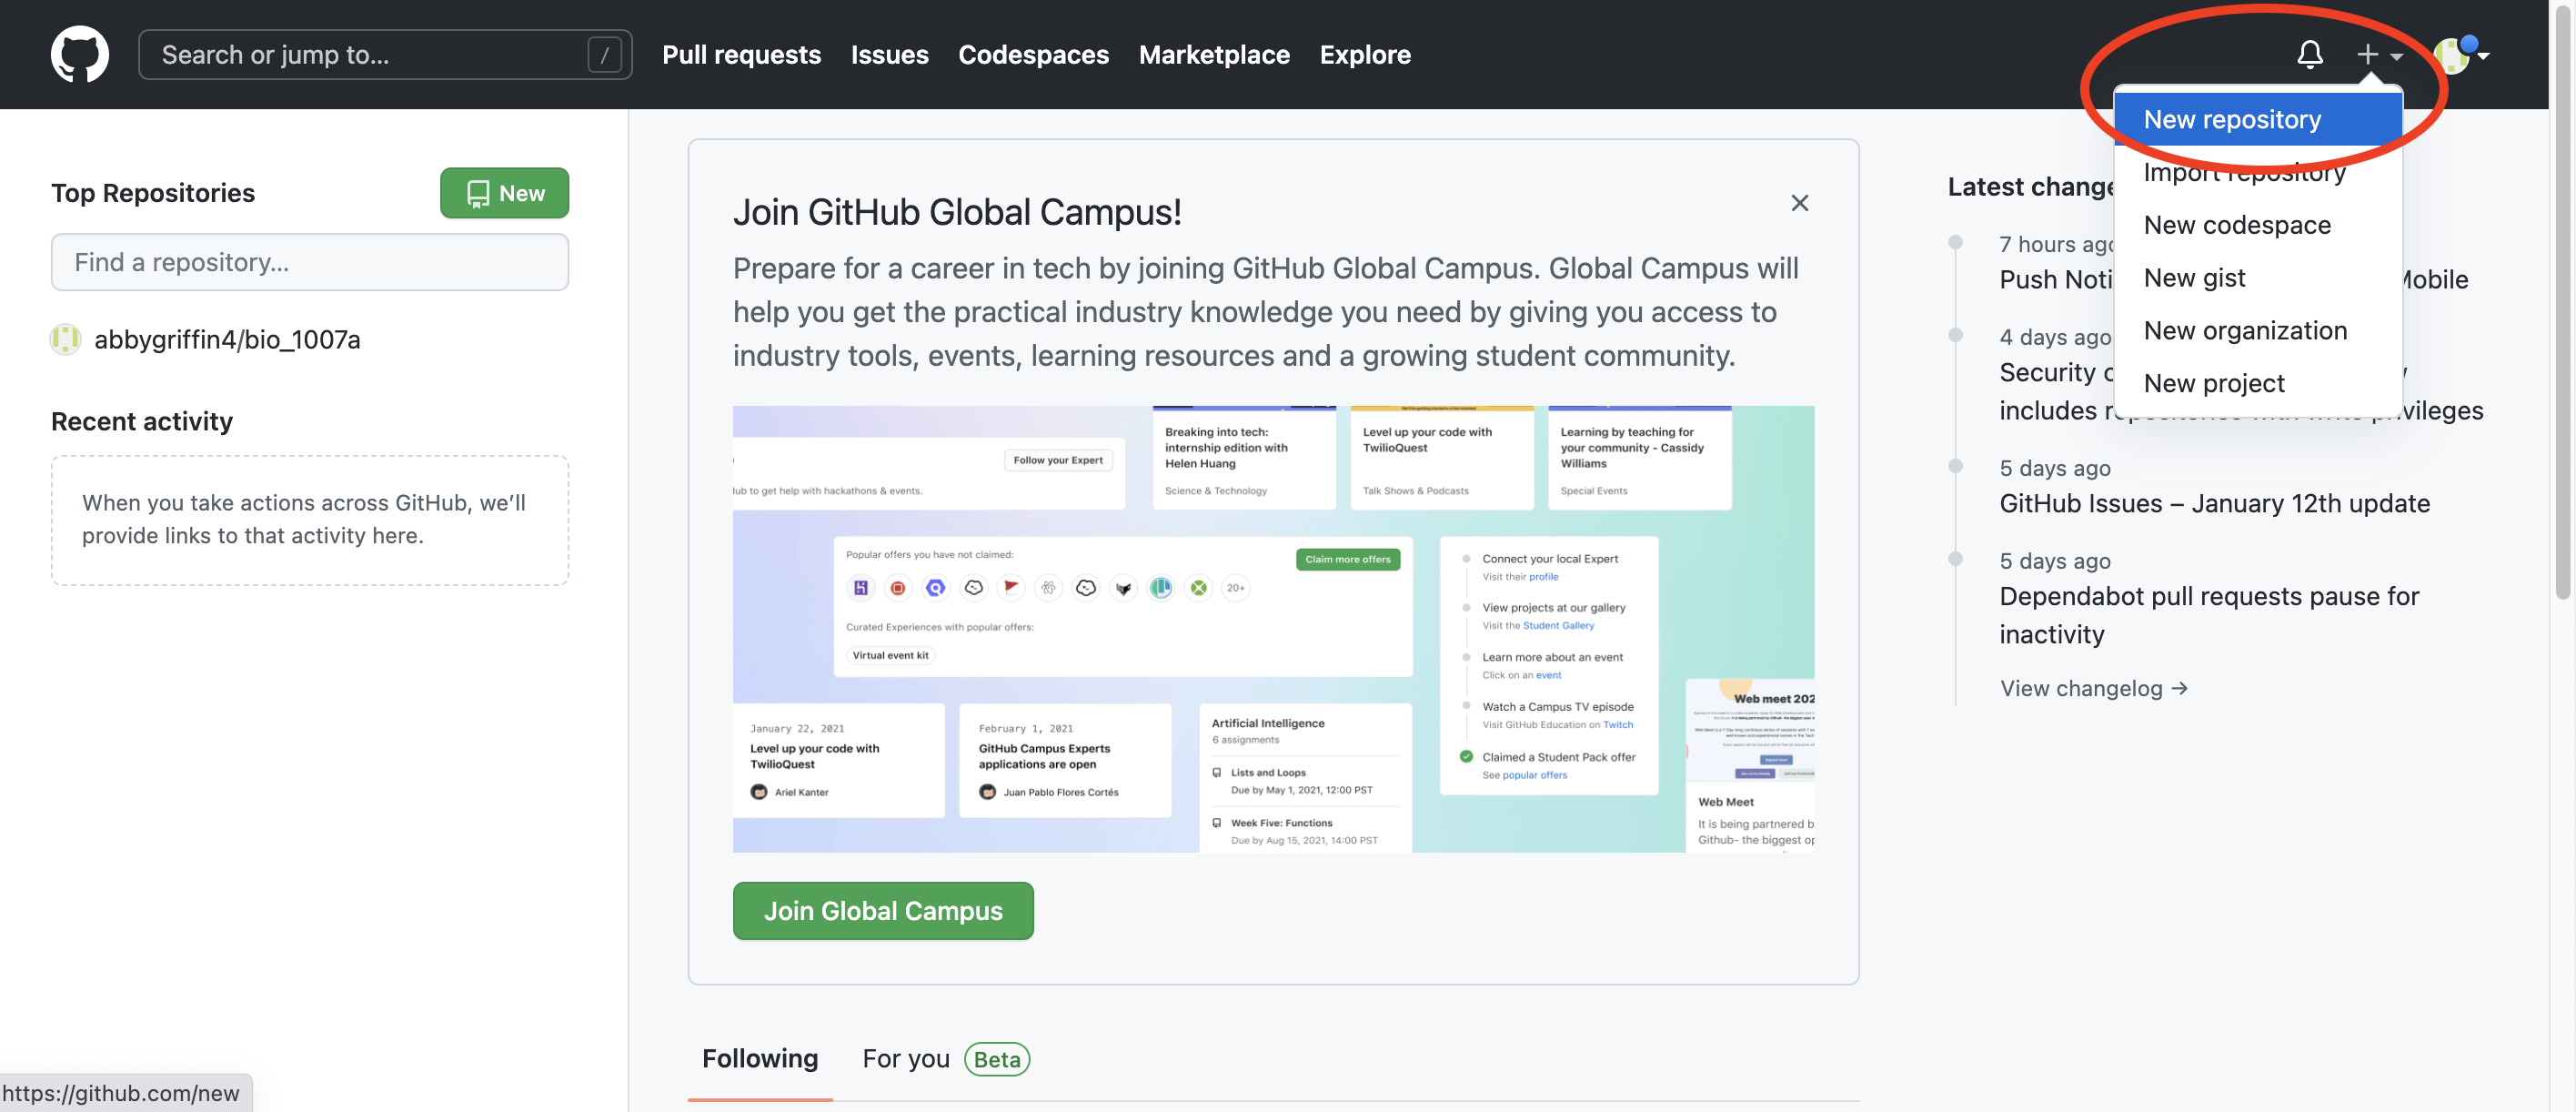 Search or jump to...
/
Pull requests
Issues
Codespaces
Marketplace
Explore
New repository
Import repository
New codespace
New gist
New organization
New project
Top Repositories
New
Find a repository...
abbygriffin4/bio_1007a
Recent activity
When you take actions across GitHub, we'll
provide links to that activity here.
Join GitHub Global Campus!
Prepare for a career in tech by joining GitHub Global Campus. Global Campus will
help you get the practical industry knowledge you need by giving you access to
industry tools, events, learning resources and a growing student community.
Follow your Expert
to get help with hackathons & events.
Breaking into tech:
internship edition with
Helen Huang
Science & Technology
Level up your code with
TwilioQuest
Talk Shows & Podcasts
Learning by teaching for
your community - Cassidy
Williams
Special Events
Popular offers you have not claimed:
Claim more offers
20+
Curated Experiences with popular offers:
Virtual event kit
Connect your local Expert
Visit their profile
View projects at our gallery
Visit the Student Gallery
Learn more about an event
Click on an event
Watch a Campus TV episode
Visit GitHub Education on Twitch
Claimed a Student Pack offer
See popular offers
January 22, 2021
Level up your code with
TwilioQuest
Ariel Kanter
February 1, 2021
GitHub Campus Experts
applications are open
Juan Pablo Flores Cortés
Artificial Intelligence
6 assignments
Lists and Loops
Due by May 1, 2021, 12:00 PST
Week Five: Functions
Due by Aug 15, 2021, 14:00 PST
Web meet 202
Web Meet
It is being partnered b
Github- the biggest op
Join Global Campus
Following
For you
Beta
Latest change
7 hours ago
Push Noti Mobile
4 days ago
Security
includes repositories with write privileges
5 days ago
GitHub Issues – January 12th update
5 days ago
Dependabot pull requests pause for
inactivity
View changelog →
https://github.com/new